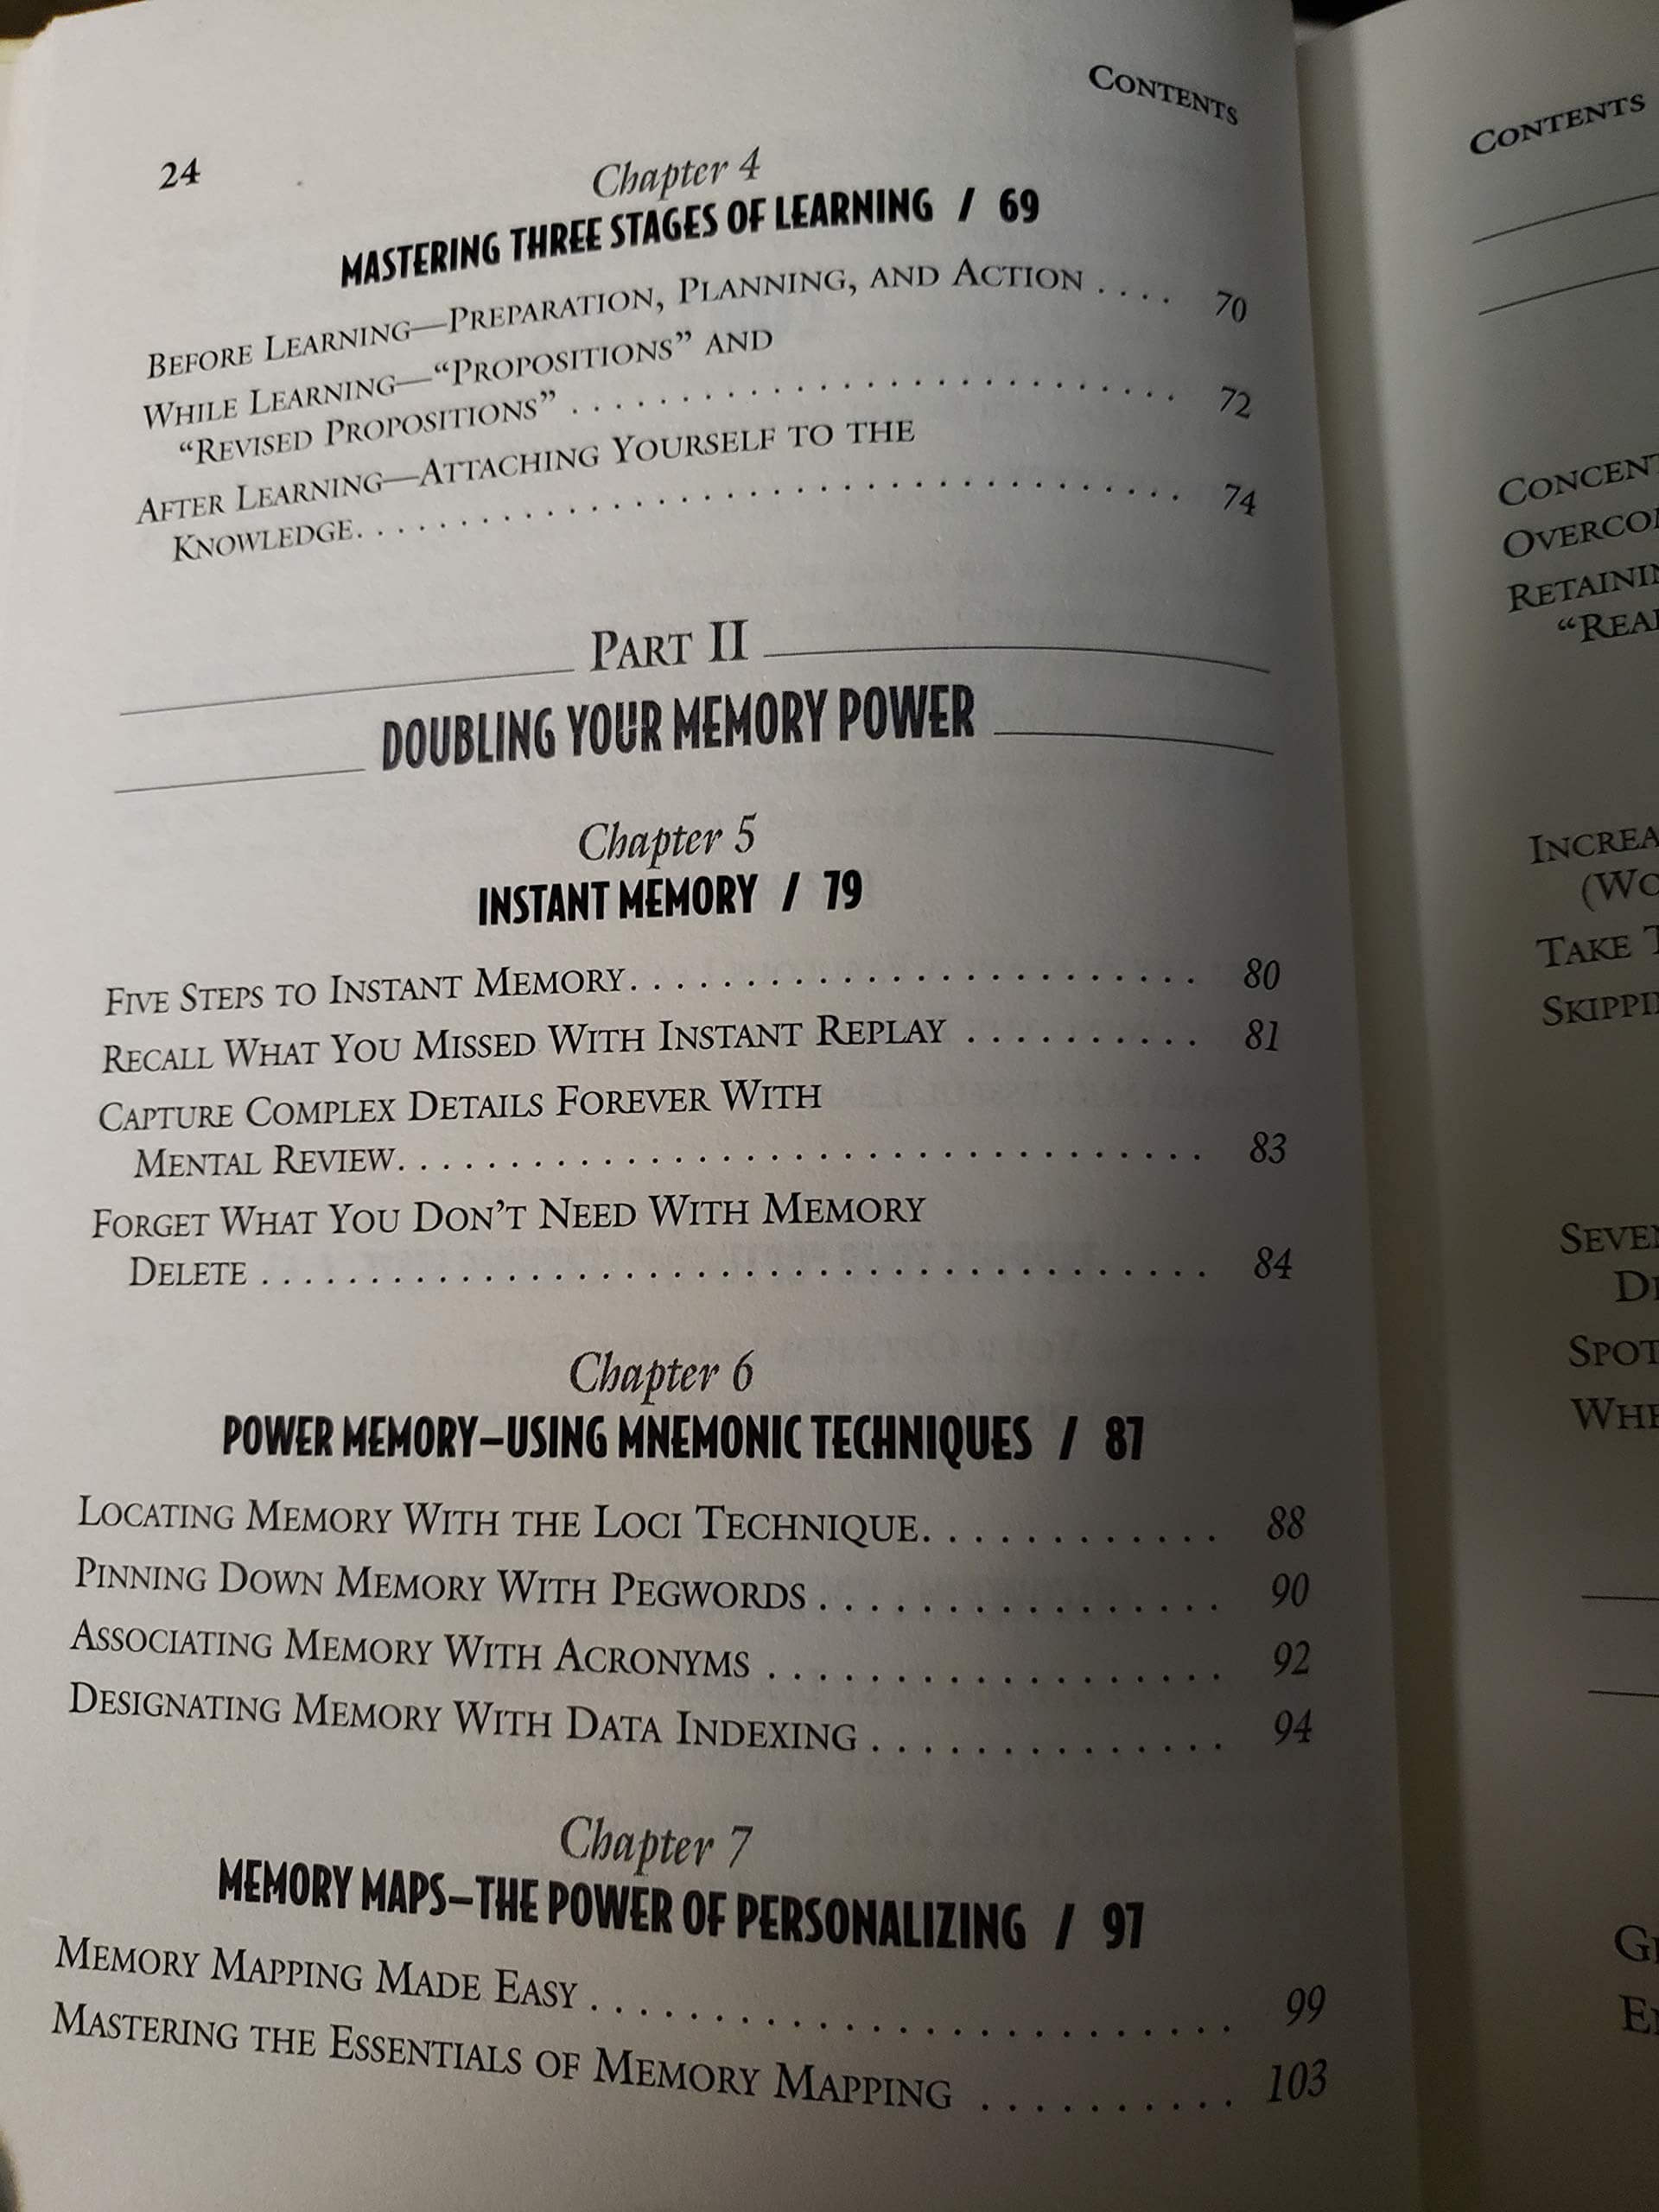 CONTENTS
24
Chapter 4
MASTERING THREE STAGES OF LEARNING / 69
BEFORE LEARNING—PREPARATION, PLANNING, AND ACTION . . . . 70
WHILE LEARNING—“PROPOSITIONS” AND
“REVISED PROPOSITIONS” . . . . . . . . . . . . . . . . . . . . . . 72
AFTER LEARNING—ATTACHING YOURSELF TO THE
KNOWLEDGE. . . . . . . . . . . . . . . . . . . . . . . . . . . . . . 74
PART II
DOUBLING YOUR MEMORY POWER
Chapter 5
INSTANT MEMORY / 79
FIVE STEPS TO INSTANT MEMORY. . . . . . . . . . . . . . . . . . . . 80
RECALL WHAT YOU MISSED WITH INSTANT REPLAY . . . . . . . . . . 81
CAPTURE COMPLEX DETAILS FOREVER WITH
MENTAL REVIEW. . . . . . . . . . . . . . . . . . . . . . . . . . . . 83
FORGET WHAT YOU DON’T NEED WITH MEMORY
DELETE . . . . . . . . . . . . . . . . . . . . . . . . . . . . . . . . . . 84
Chapter 6
POWER MEMORY–USING MNEMONIC TECHNIQUES / 87
LOCATING MEMORY WITH THE LOCI TECHNIQUE. . . . . . . . . . . . 88
PINNING DOWN MEMORY WITH PEGWORDS . . . . . . . . . . . . . . . . 90
ASSOCIATING MEMORY WITH ACRONYMS . . . . . . . . . . . . . . . . . . 92
DESIGNATING MEMORY WITH DATA INDEXING . . . . . . . . . . . . . . 94
Chapter 7
MEMORY MAPS–THE POWER OF PERSONALIZING / 97
MEMORY MAPPING MADE EASY . . . . . . . . . . . . . . . . . . . . . . 99
MASTERING THE ESSENTIALS OF MEMORY MAPPING . . . . . . . . . . 103
CONTENTS
TAKE